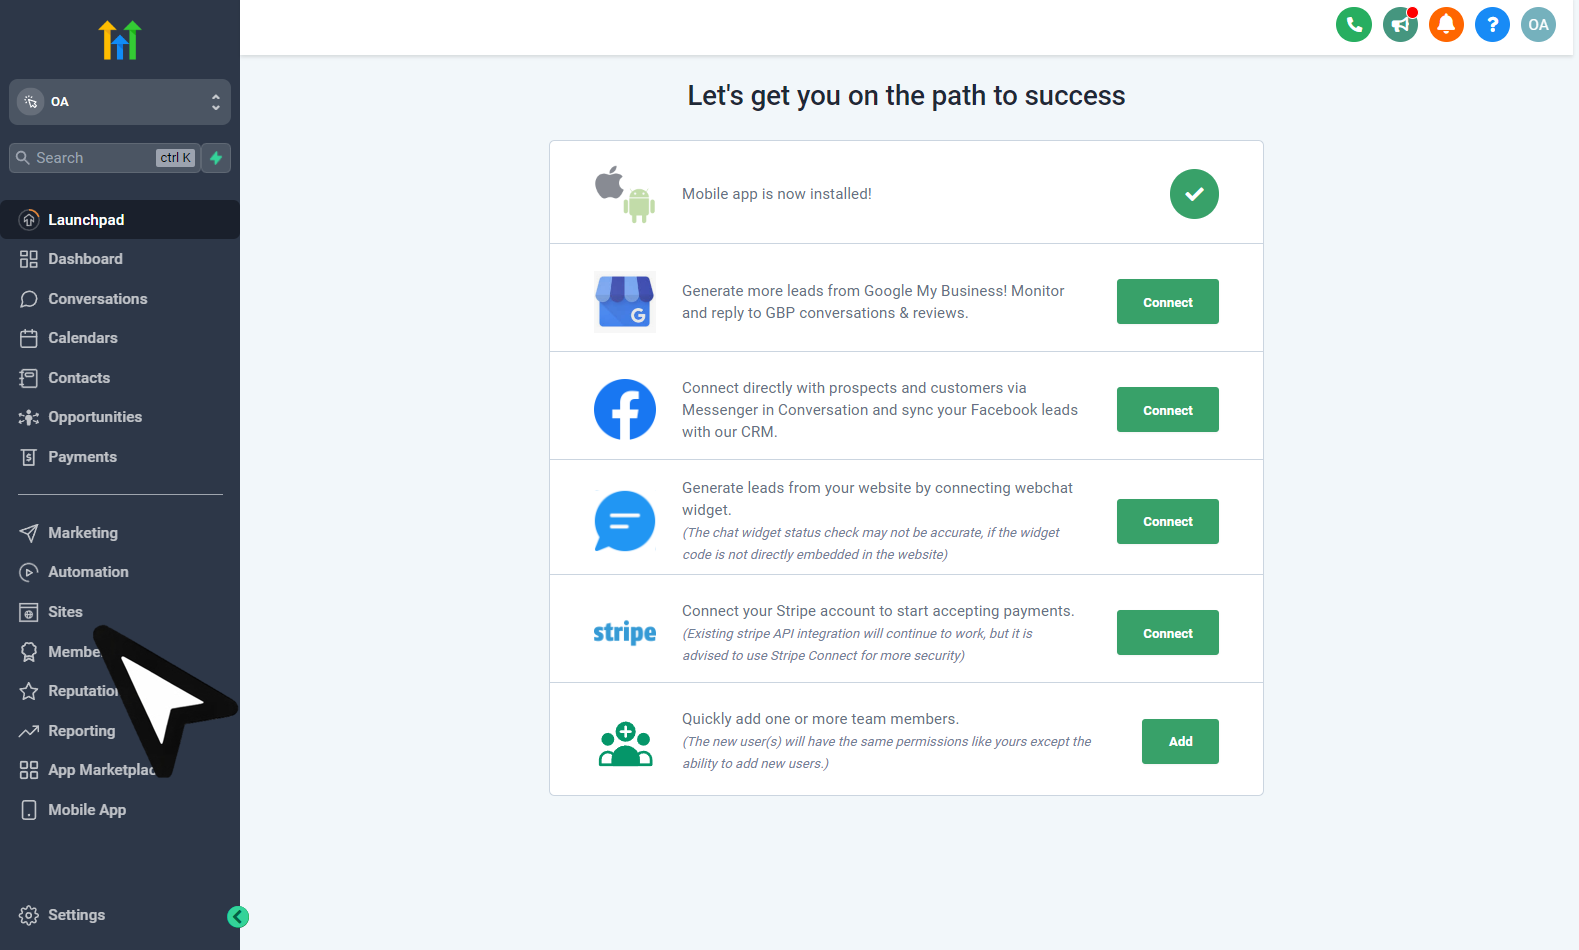 OA
Search ctrl K
Launchpad
Dashboard
Conversations
Calendars
Contacts
Opportunities
Payments
Marketing
Automation
Sites
Reporting
Mobile App
Settings
? OA
Let's get you on the path to success
Mobile app is now installed!
Generate more leads from Google My Business! Monitor
and reply to GBP conversations & reviews.
Connect
Connect directly with prospects and customers via
Messenger in Conversation and sync your Facebook leads
with our CRM.
Connect
Generate leads from your website by connecting webchat
widget.
(The chat widget status check may not be accurate, if the widget
code is not directly embedded in the website)
Connect
stripe
Connect your Stripe account to start accepting payments.
(Existing stripe API integration will continue to work, but it is
advised to use Stripe Connect for more security)
Connect
Quickly add one or more team members.
(The new user(s) will have the same permissions like yours except the
ability to add new users.)
Add